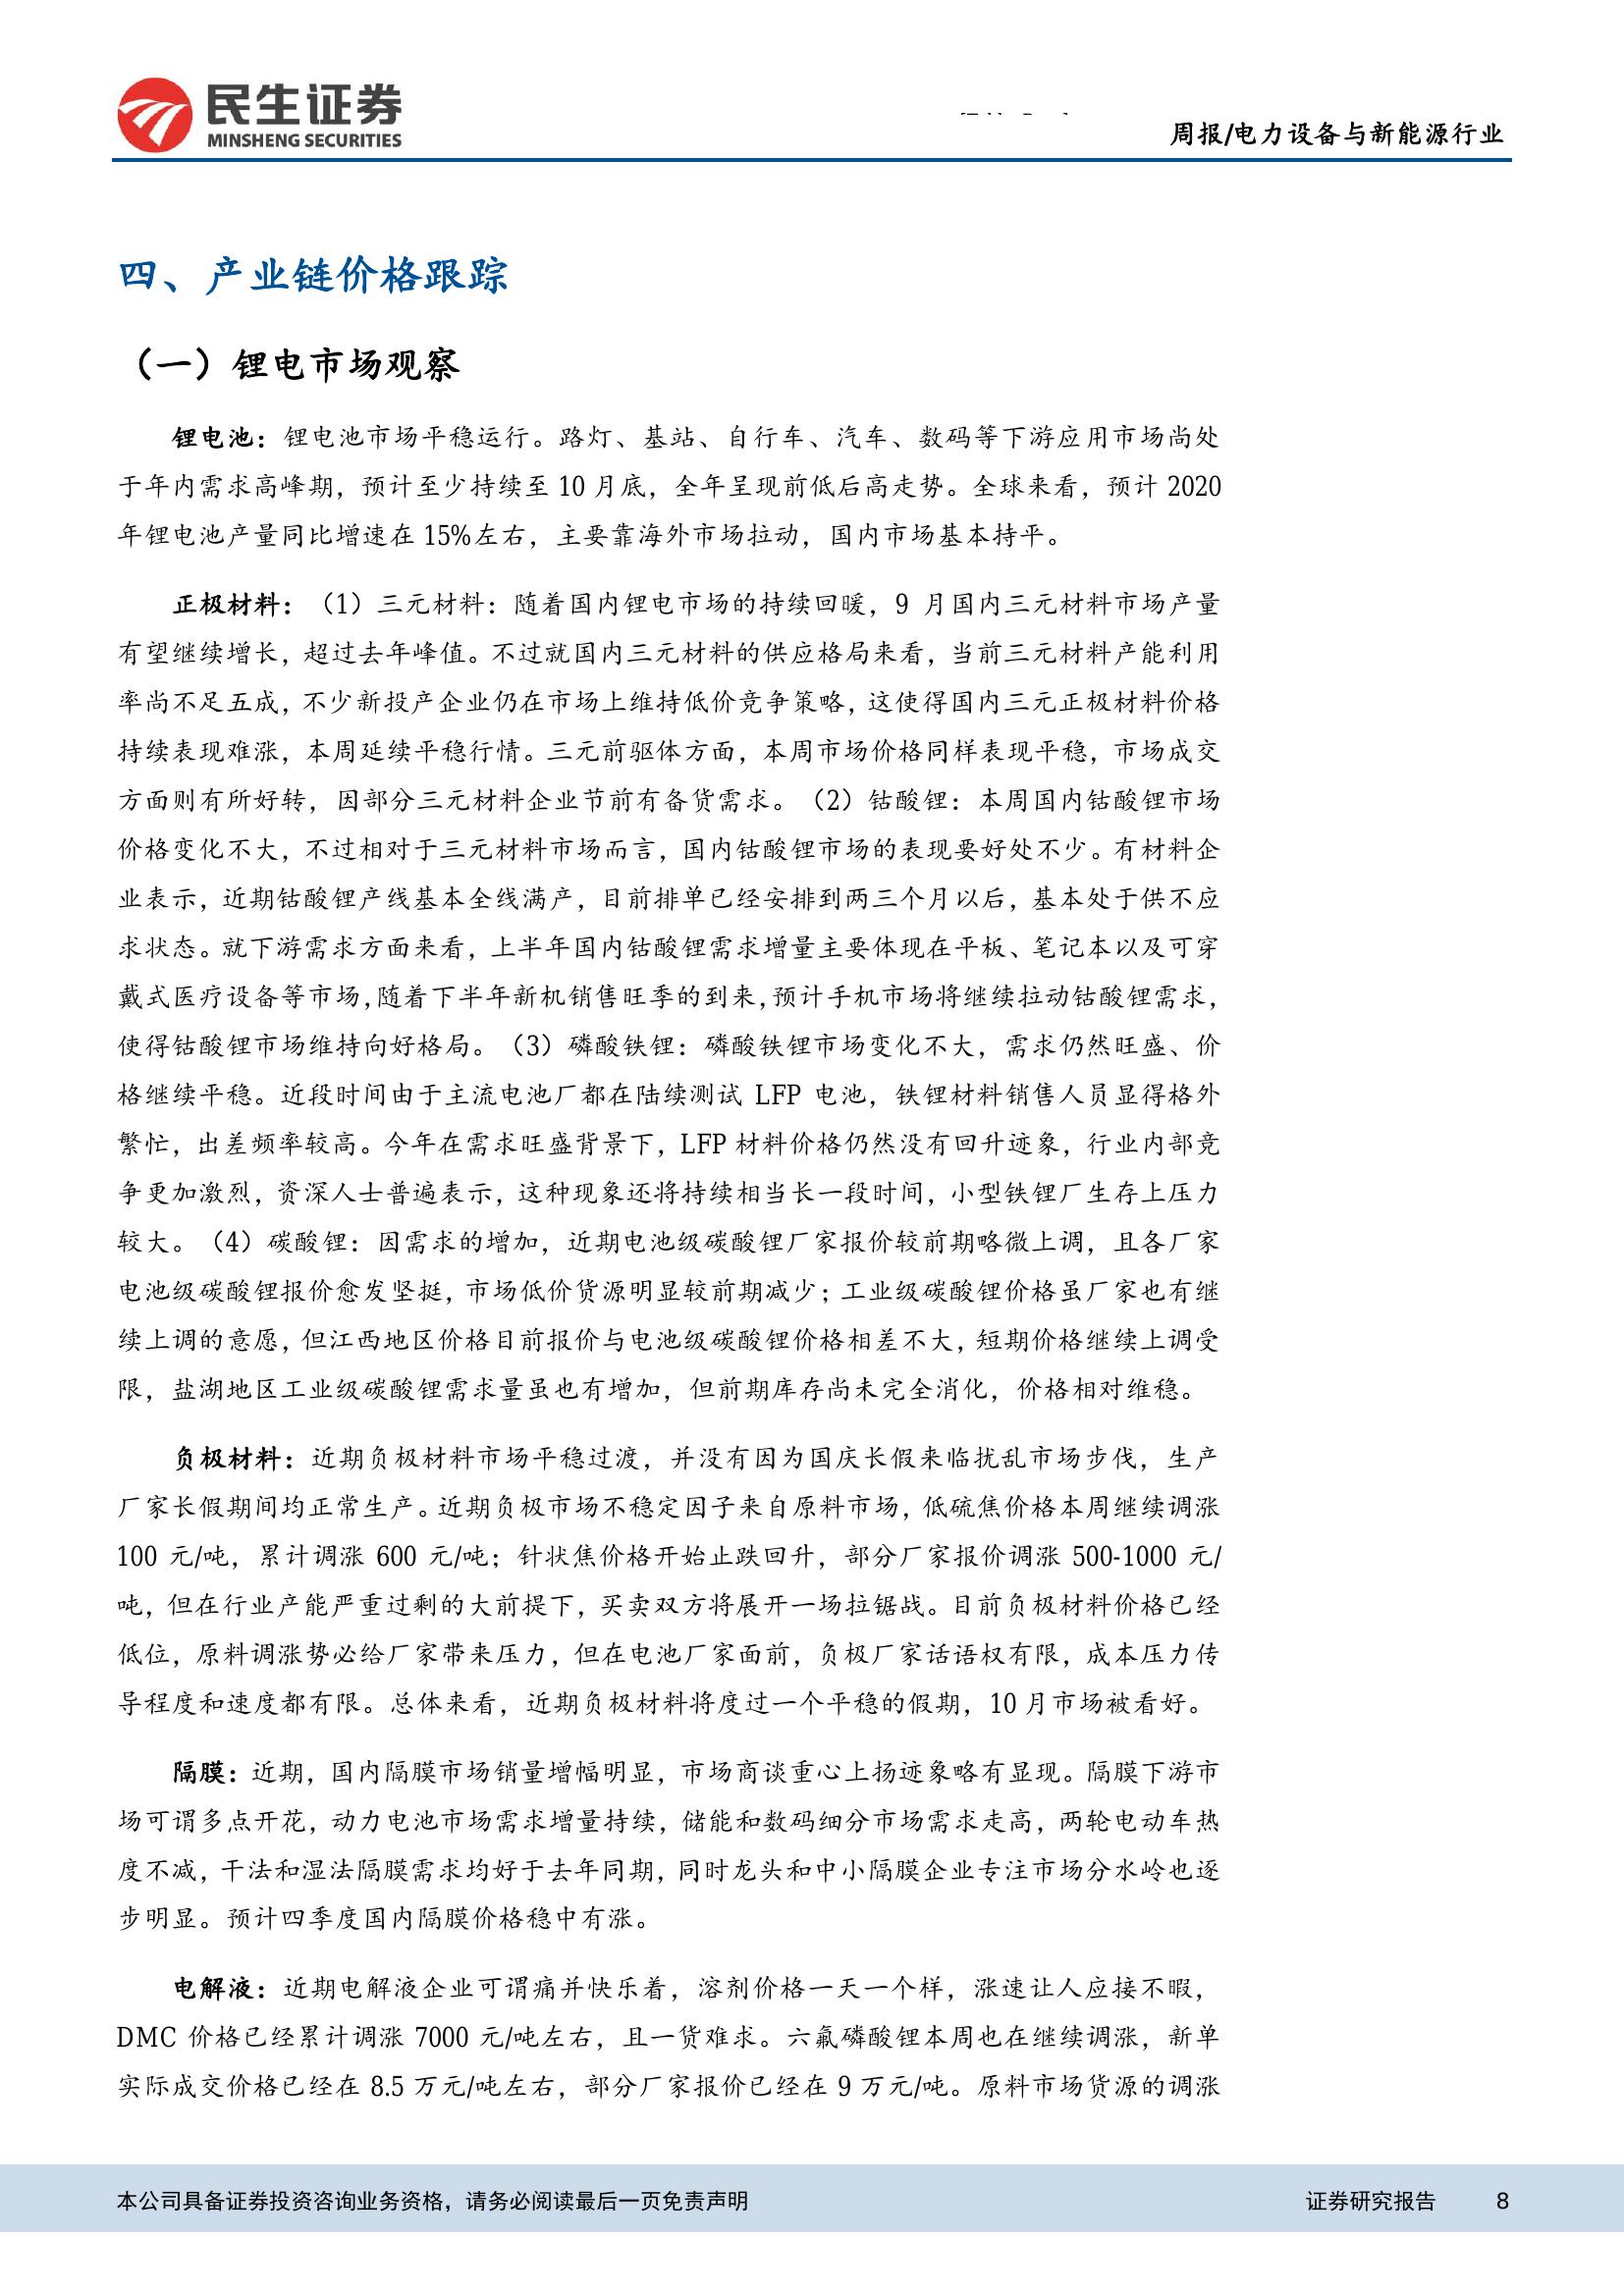 民生证券
MINSHENG SECURITIES
周报/电力设备与新能源行业
四、产业链价格跟踪
（一）锂电市场观察
锂电池：锂电池市场平稳运行。路灯、基站、自行车、汽车、数码等下游应用市场尚处
于年内需求高峰期，预计至少持续至 10 月底，全年呈现前低后高走势。全球来看，预计 2020
年锂电池产量同比增速在 15%左右，主要靠海外市场拉动，国内市场基本持平。
正极材料：（1）三元材料：随着国内锂电市场的持续回暖，9 月国内三元材料市场产量
有望继续增长，超过去年峰值。不过就国内三元材料的供应格局来看，当前三元材料产能利用
率尚不足五成，不少新投产企业仍在市场上维持低价竞争策略，这使得国内三元正极材料价格
持续表现难涨，本周延续平稳行情。三元前驱体方面，本周市场价格同样表现平稳，市场成交
方面则有所好转，因部分三元材料企业节前有备货需求。（2）钴酸锂：本周国内钴酸锂市场
价格变化不大，不过相对于三元材料市场而言，国内钴酸锂市场的表现要好处不少。有材料企
业表示，近期钴酸锂产线基本全线满产，目前排单已经安排到两三个月以后，基本处于供不应
求状态。就下游需求方面来看，上半年国内钴酸锂需求增量主要体现在平板、笔记本以及可穿
戴式医疗设备等市场，随着下半年新机销售旺季的到来，预计手机市场将继续拉动钴酸锂需求，
使得钴酸锂市场维持向好格局。（3）磷酸铁锂：磷酸铁锂市场变化不大，需求仍然旺盛、价
格继续平稳。近段时间由于主流电池厂都在陆续测试 LFP 电池，铁锂材料销售人员显得格外
繁忙，出差频率较高。今年在需求旺盛背景下，LFP 材料价格仍然没有回升迹象，行业内部竞
争更加激烈，资深人士普遍表示，这种现象还将持续相当长一段时间，小型铁锂厂生存上压力
较大。（4）碳酸锂：因需求的增加，近期电池级碳酸锂厂家报价较前期略微上调，且各厂家
电池级碳酸锂报价愈发坚挺，市场低价货源明显较前期减少；工业级碳酸锂价格虽厂家也有继
续上调的意愿，但江西地区价格目前报价与电池级碳酸锂价格相差不大，短期价格继续上调受
限，盐湖地区工业级碳酸锂需求量虽也有增加，但前期库存尚未完全消化，价格相对维稳。
负极材料：近期负极材料市场平稳过渡，并没有因为国庆长假来临扰乱市场步伐，生产
厂家长假期间均正常生产。近期负极市场不稳定因子来自原料市场，低硫焦价格本周继续调涨
100 元/吨，累计调涨 600 元/吨；针状焦价格开始止跌回升，部分厂家报价调涨 500-1000 元/
吨，但在行业产能严重过剩的大前提下，买卖双方将展开一场拉锯战。目前负极材料价格已经
低位，原料调涨势必给厂家带来压力，但在电池厂家面前，负极厂家话语权有限，成本压力传
导程度和速度都有限。总体来看，近期负极材料将度过一个平稳的假期，10 月市场被看好。
隔膜：近期，国内隔膜市场销量增幅明显，市场商谈重心上扬迹象略有显现。隔膜下游市
场可谓多点开花，动力电池市场需求增量持续，储能和数码细分市场需求走高，两轮电动车热
度不减，干法和湿法隔膜需求均好于去年同期，同时龙头和中小隔膜企业专注市场分水岭也逐
步明显。预计四季度国内隔膜价格稳中有涨。
电解液：近期电解液企业可谓痛并快乐着，溶剂价格一天一个样，涨速让人应接不暇，
DMC 价格已经累计调涨 7000 元/吨左右，且一货难求。六氟磷酸锂本周也在继续调涨，新单
实际成交价格已经在 8.5 万元/吨左右，部分厂家报价已经在 9 万元/吨。原料市场货源的调涨
本公司具备证券投资咨询业务资格，请务必阅读最后一页免责声明
证券研究报告 8